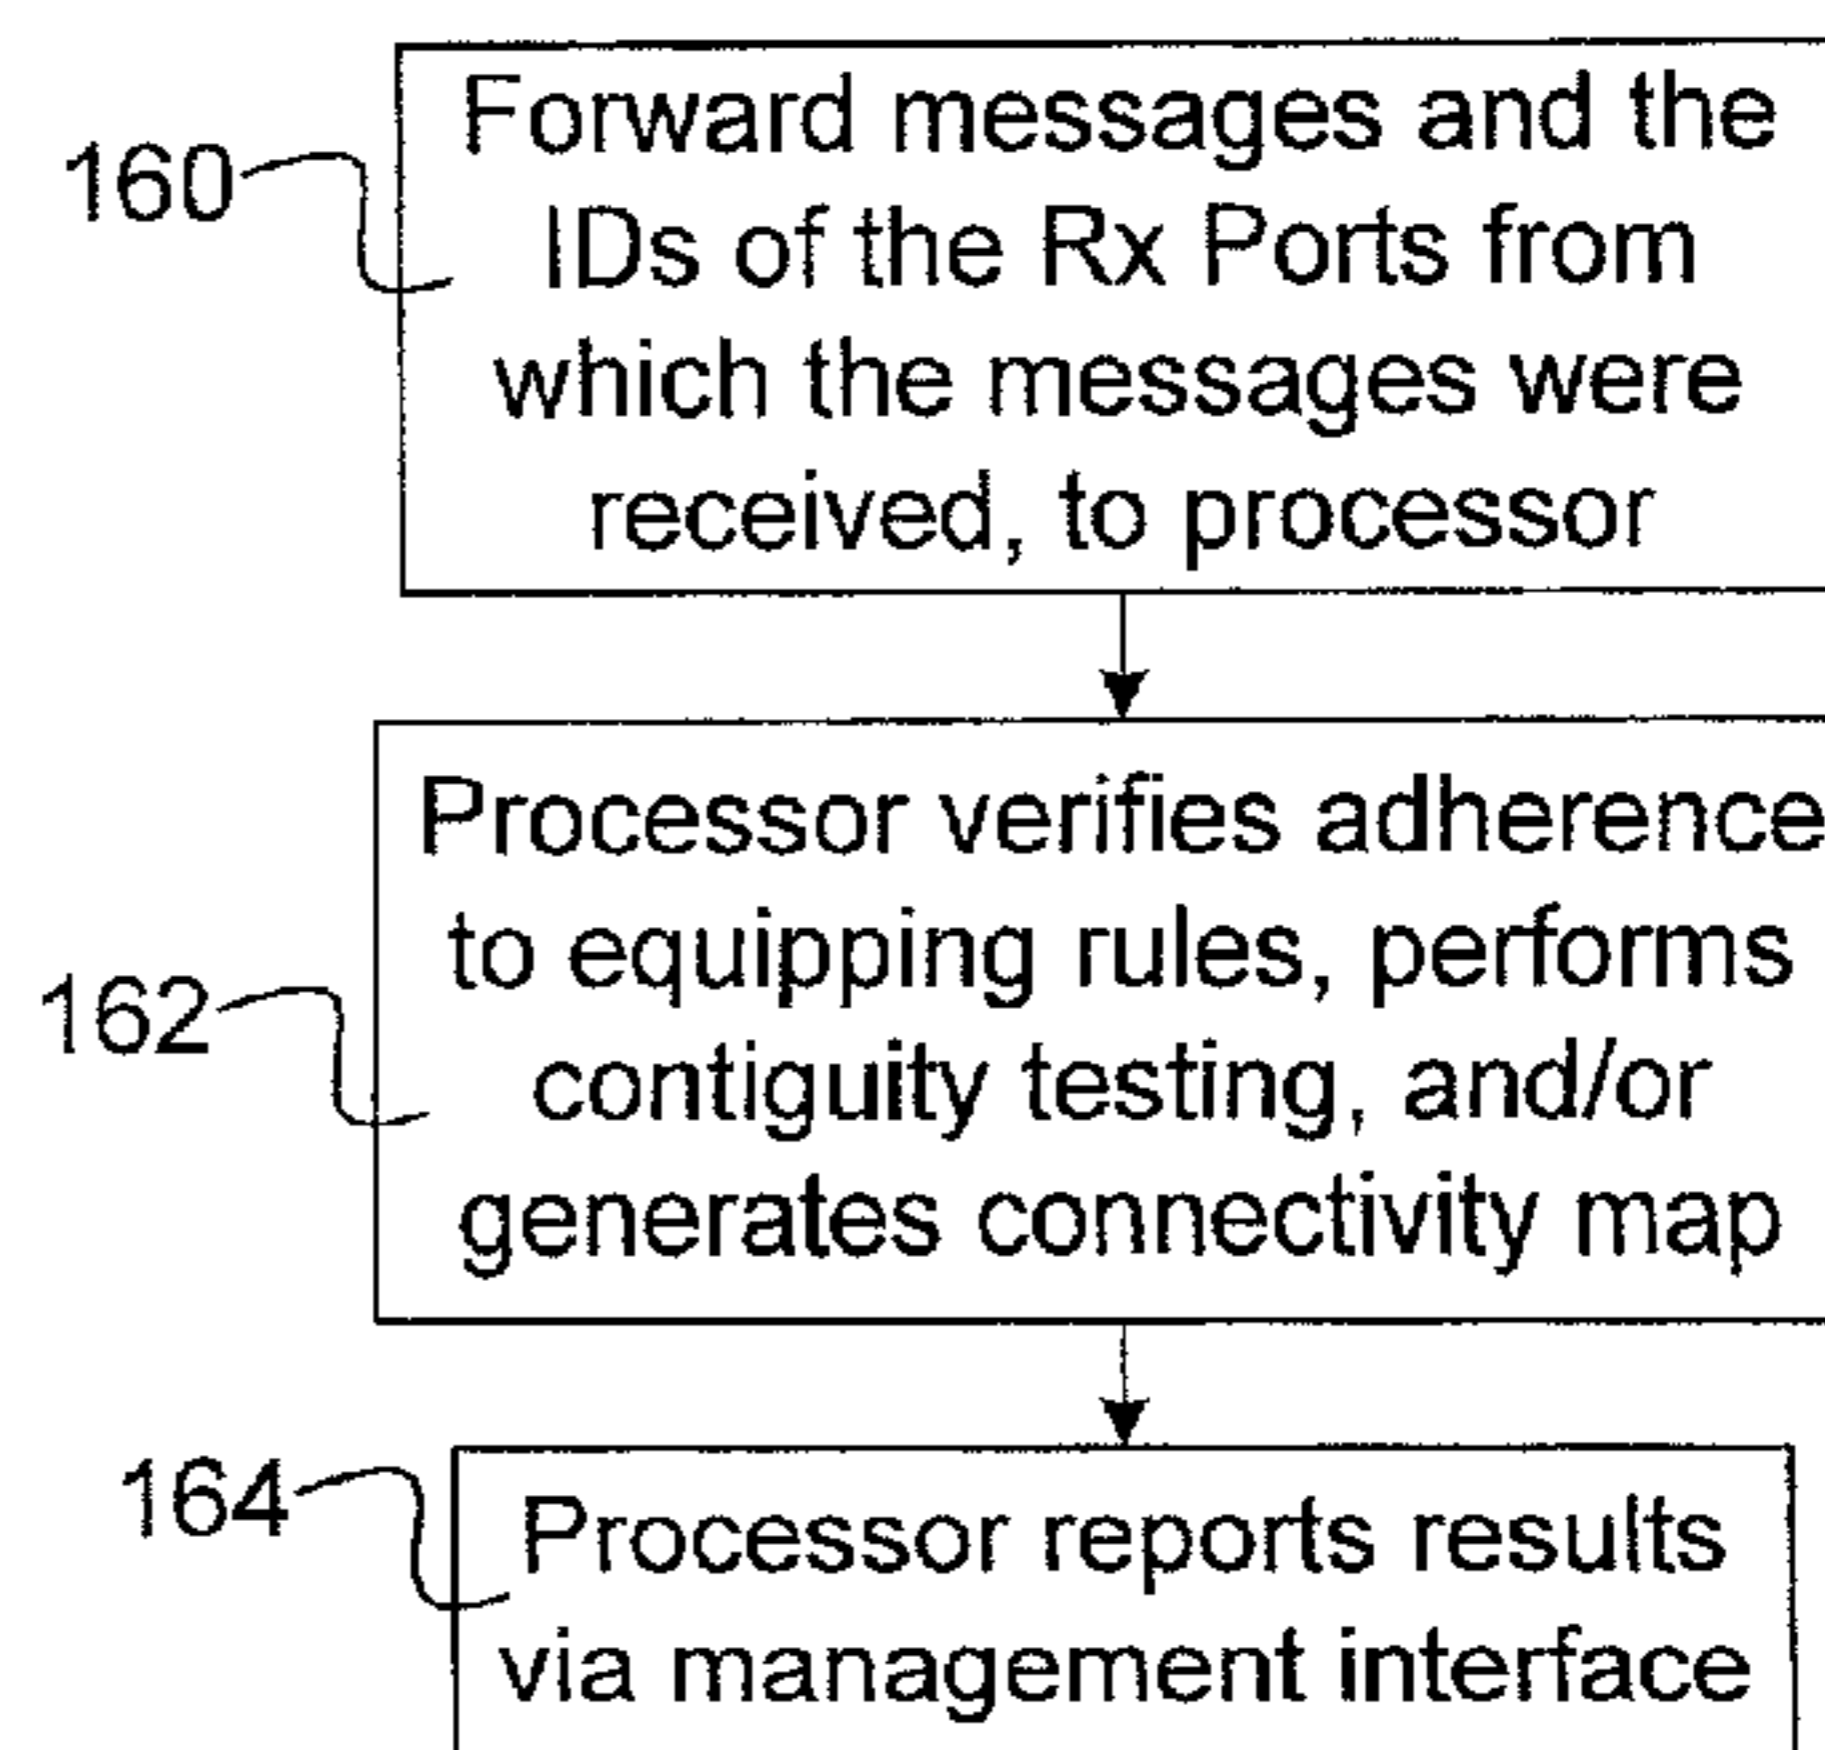 160
Forward messages and the
IDs of the Rx Ports from
which the messages were
received, to processor
162
Processor verifies adherence
to equipping rules, performs
contiguity testing, and/or
generates connectivity map
164
Processor reports results
via management interface